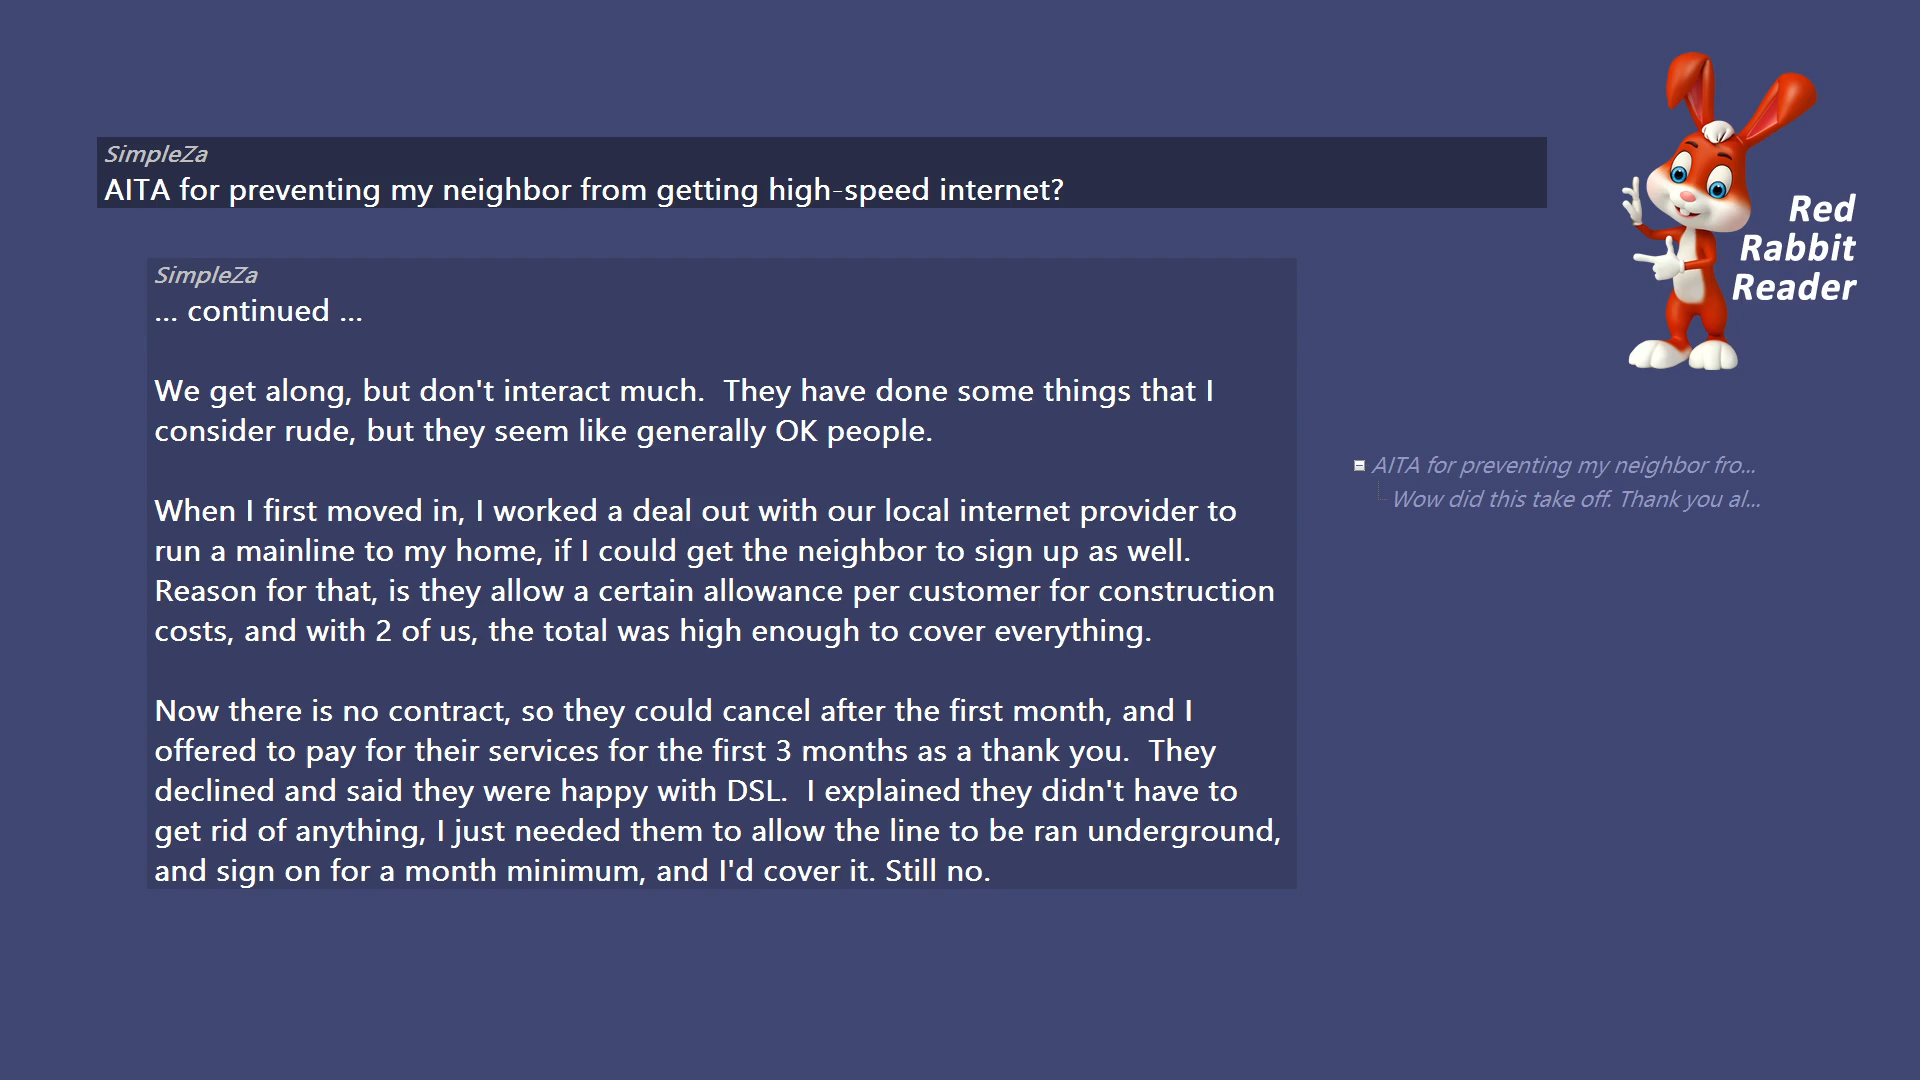 SimpleZa
AITA for preventing my neighbor from getting high-speed internet?
SimpleZa
... continued ...
We get along, but don't interact much.  They have done some things that I
consider rude, but they seem like generally OK people.
When I first moved in, I worked a deal out with our local internet provider to
run a mainline to my home, if I could get the neighbor to sign up as well.
Reason for that, is they allow a certain allowance per customer for construction
costs, and with 2 of us, the total was high enough to cover everything.
Now there is no contract, so they could cancel after the first month, and I
offered to pay for their services for the first 3 months as a thank you.  They
declined and said they were happy with DSL.  I explained they didn't have to
get rid of anything, I just needed them to allow the line to be ran underground,
and sign on for a month minimum, and I'd cover it. Still no.
Red
Rabbit
Reader
AITA for preventing my neighbor fro...
Wow did this take off. Thank you al...